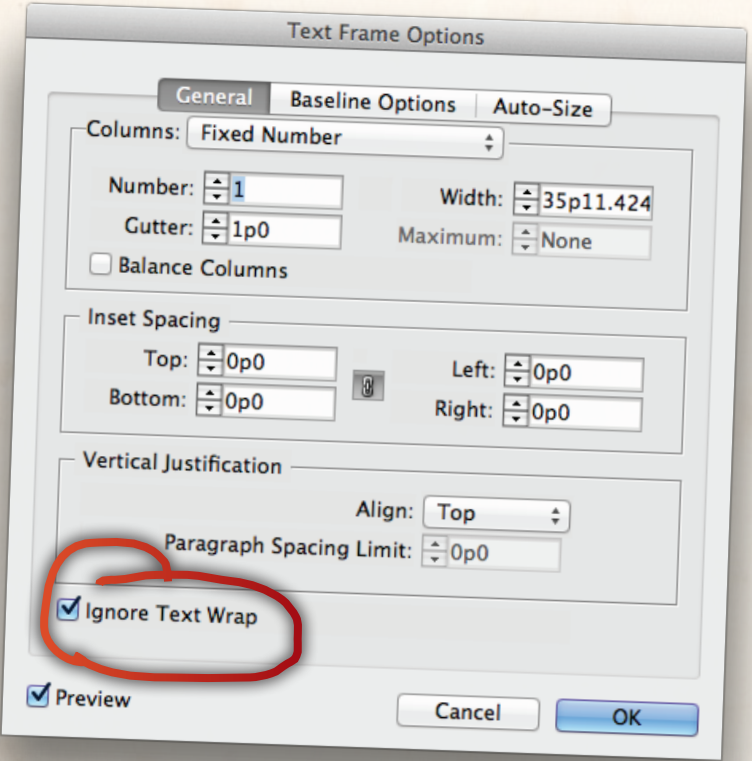 Text Frame Options
General Baseline Options Auto-Size
Columns: Fixed Number
Number: 1 Width: 35p11.424
Gutter: 1p0 Maximum: None
Balance Columns
Inset Spacing
Top: 0p0 Left: 0p0
Bottom: 0p0 Right: 0p0
Vertical Justification
Align: Top
Paragraph Spacing Limit: 0p0
Ignore Text Wrap
Preview Cancel OK